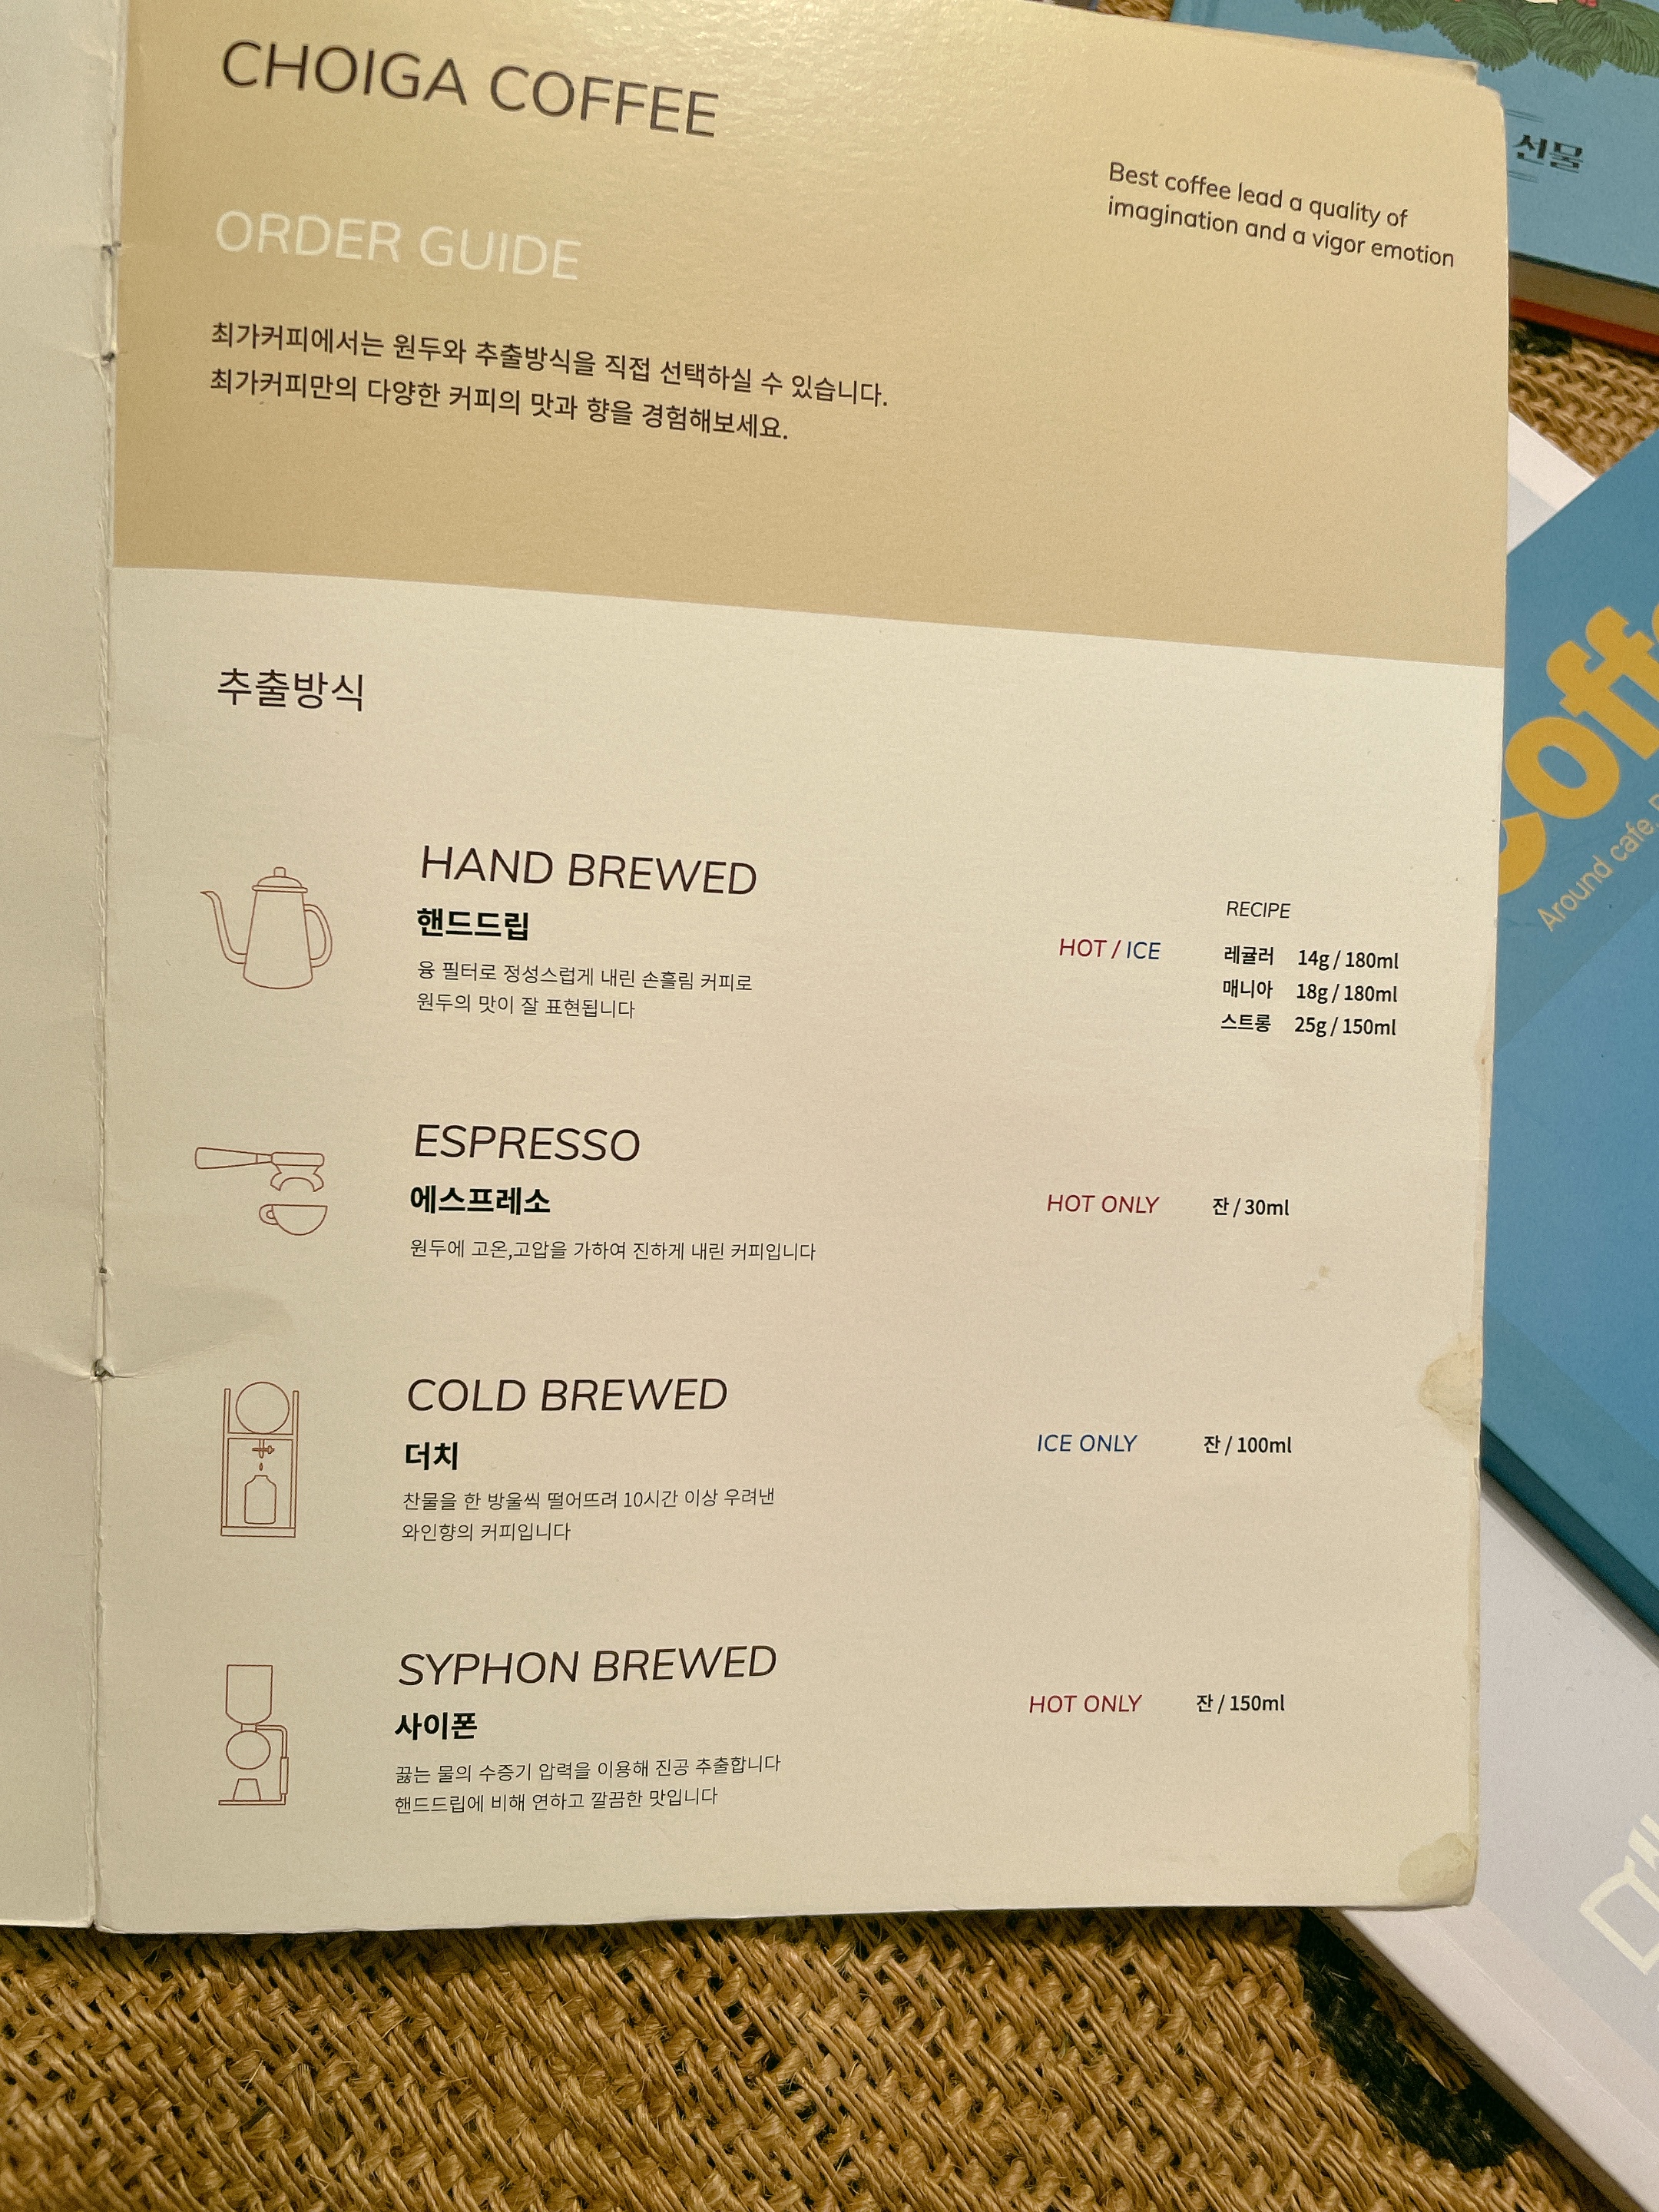 CHOIGA COFFEE
ORDER GUIDE
Best coffee lead a quality of
imagination and a vigor emotion
최가커피에서는 원두와 추출방식을 직접 선택하실 수 있습니다.
최가커피만의 다양한 커피의 맛과 향을 경험해보세요.
추출방식
HAND BREWED
핸드드립
융 필터로 정성스럽게 내린 손흘림 커피로
원두의 맛이 잘 표현됩니다
HOT / ICE
RECIPE
레귤러 14g / 180ml
매니아 18g / 180ml
스트롱 25g / 150ml
ESPRESSO
에스프레소
원두에 고온,고압을 가하여 진하게 내린 커피입니다
HOT ONLY
잔 / 30ml
COLD BREWED
더치
찬물을 한 방울씩 떨어뜨려 10시간 이상 우려낸
와인향의 커피입니다
ICE ONLY
잔 / 100ml
SYPHON BREWED
사이폰
끓는 물의 수증기 압력을 이용해 진공 추출합니다
핸드드립에 비해 연하고 깔끔한 맛입니다
HOT ONLY
잔 / 150ml
선물
Around cafe.